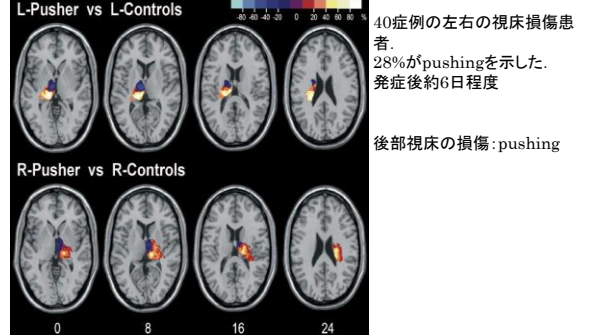 L-Pusher vs L-Controls
-80 -60 -40 -20 0 20 40 60 80 %
R-Pusher vs R-Controls
0 8 16 24
40症例の左右の視床損傷患
者.
28%がpushingを示した.
発症後約6日程度
後部視床の損傷：pushing